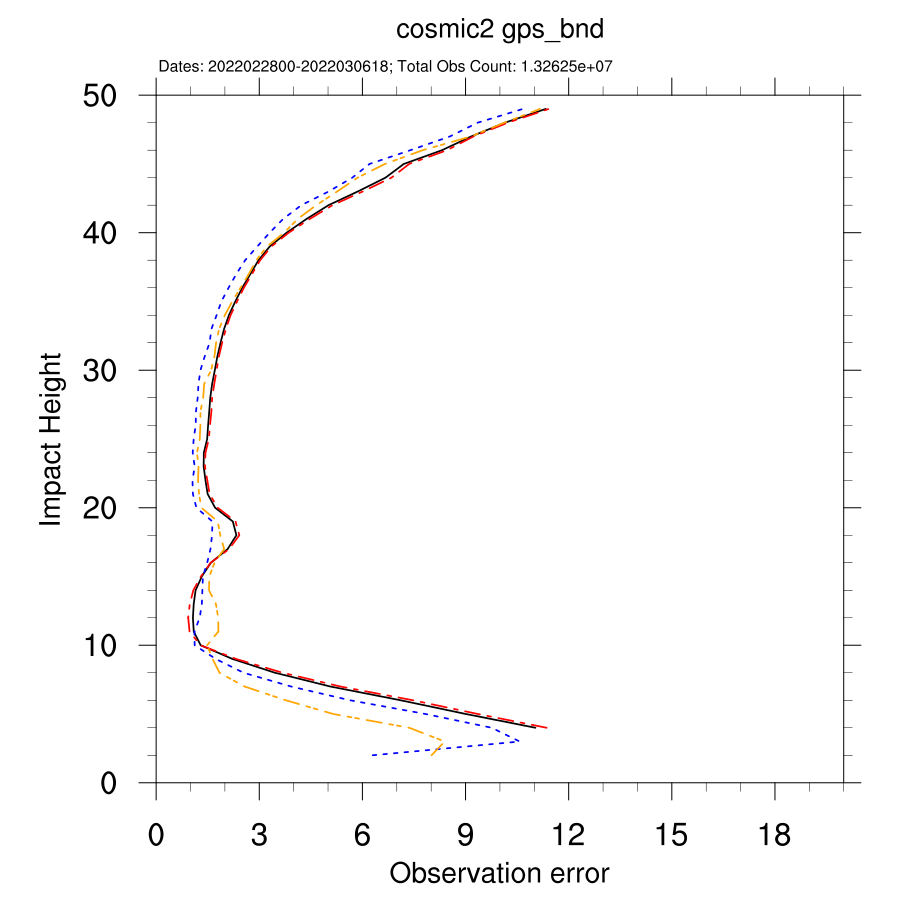 cosmic2 gps_bnd
Dates: 2022022800-2022030618; Total Obs Count: 1.32625e+07
50
40
30
20
10
0
Impact Height
0 3 6 9 12 15 18
Observation error